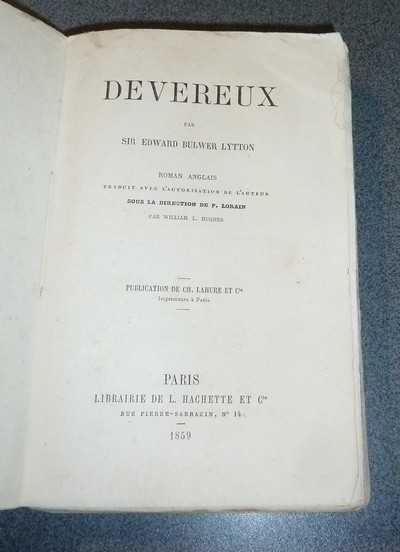 DEVEREUX
PAR
SIR EDWARD BULWER LYTTON
ROMAN ANGLAIS
TRADUIT AVEC L'AUTORISATION DE L'AUTEUR
SOUS LA DIRECTION DE P. LORAIN
PAR WILLIAM L. HUGHES
PUBLICATION DE CH. LAHURE ET Cie
Imprimeurs à Paris
PARIS
LIBRAIRIE DE L. HACHETTE ET Cie
RUE PIERRE-SARRAZIN, No 14
1859